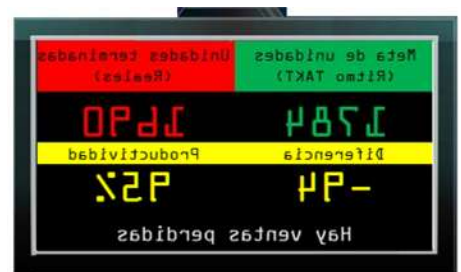 Meta de unidades Unidades terminadas
(Ritmo TAKT) (Reales)
1784 1690
Diferencia Productividad
-94 95%
Hay ventas perdidas